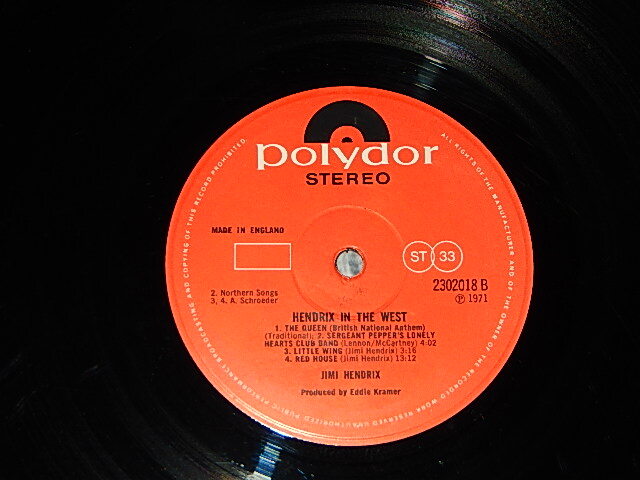 polydor
STEREO
MADE IN ENGLAND
ST 33
2302018 B
℗ 1971
2. Northern Songs
3, 4. A. Schroeder
HENDRIX IN THE WEST
1. THE QUEEN (British National Anthem)
(Traditional); 2. SERGEANT PEPPER'S LONELY
HEARTS CLUB BAND (Lennon/McCartney) 4:02
3. LITTLE WING (Jimi Hendrix) 3:16
4. RED HOUSE (Jimi Hendrix) 13:12
JIMI HENDRIX
Produced by Eddie Kramer
ALL RIGHTS OF THE MANUFACTURER AND OF THE OWNER OF THE RECORDED WORK RESERVED UNAUTHORIZED PUBLIC PERFORMANCE BROADCASTING AND COPYING OF THIS RECORD PROHIBITED.